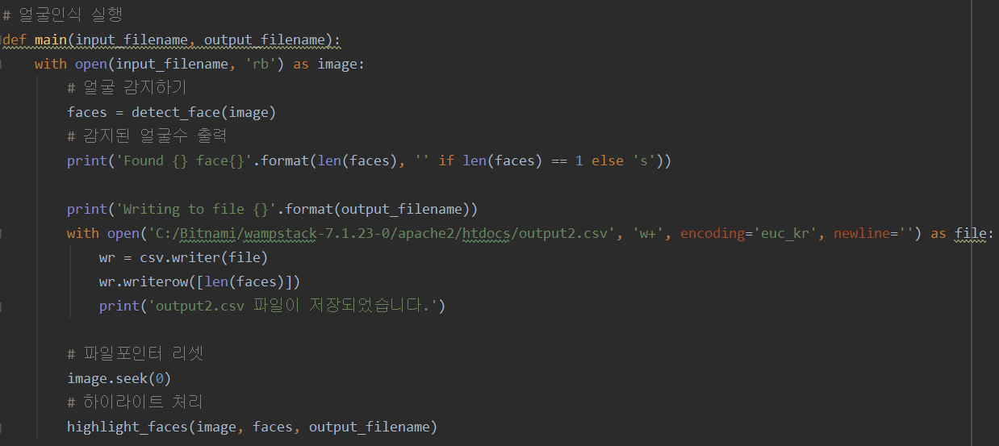 # 얼굴인식 실행
def main(input_filename, output_filename):
    with open(input_filename, 'rb') as image:
        # 얼굴 감지하기
        faces = detect_face(image)
        # 감지된 얼굴수 출력
        print('Found {} face{}'.format(len(faces), '' if len(faces) == 1 else 's'))

        print('Writing to file {}'.format(output_filename))
        with open('C:/Bitnami/wampstack-7.1.23-0/apache2/htdocs/output2.csv', 'w+', encoding='euc_kr', newline='') as file:
            wr = csv.writer(file)
            wr.writerow([len(faces)])
            print('output2.csv 파일이 저장되었습니다.')

        # 파일포인터 리셋
        image.seek(0)
        # 하이라이트 처리
        highlight_faces(image, faces, output_filename)